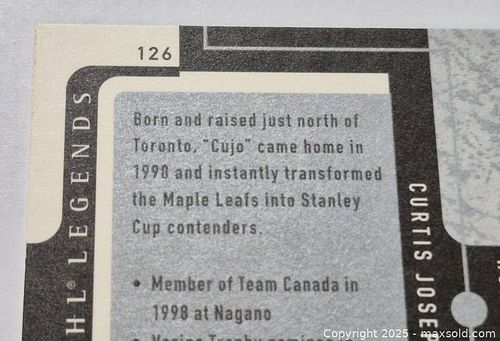 126
HL® LEGENDS
Born and raised just north of
Toronto, "Cujo" came home in
1998 and instantly transformed
the Maple Leafs into Stanley
Cup contenders.
• Member of Team Canada in
1998 at Nagano
CURTIS JOSEP
Copyright 2025 - maxsold.com